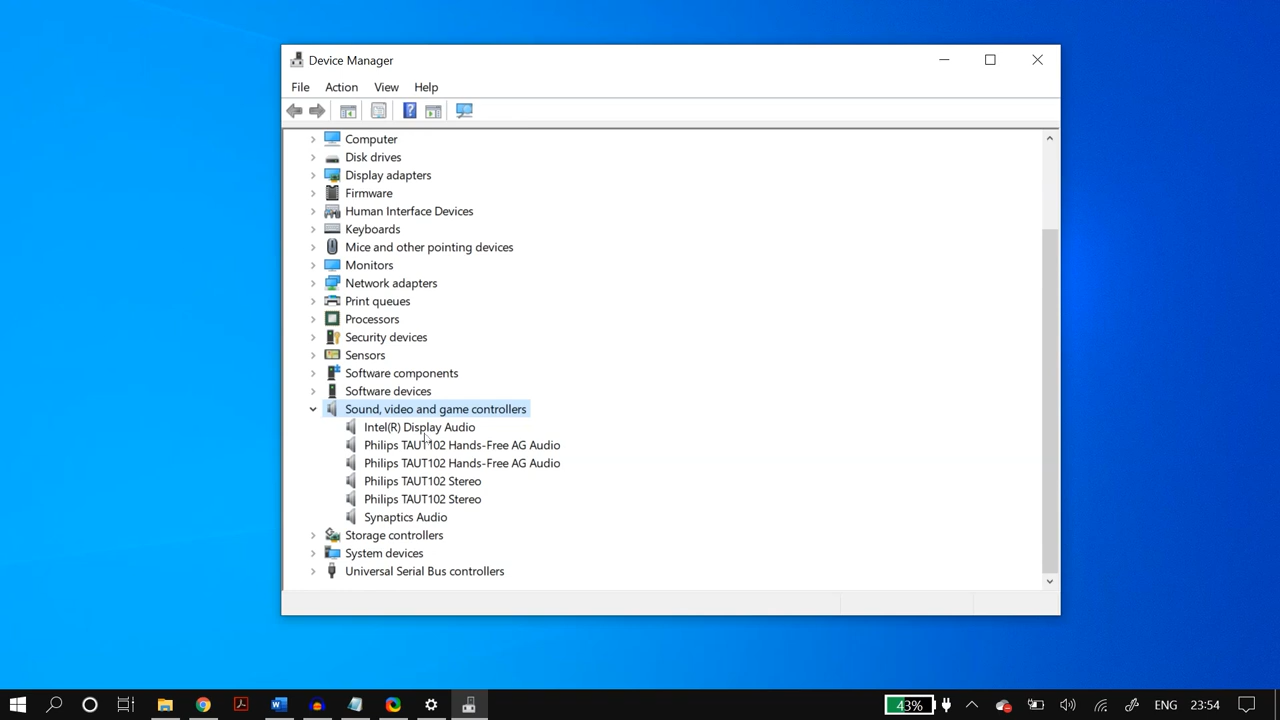 Device Manager
File Action View Help
Computer
Disk drives
Display adapters
Firmware
Human Interface Devices
Keyboards
Mice and other pointing devices
Monitors
Network adapters
Print queues
Processors
Security devices
Sensors
Software components
Software devices
Sound, video and game controllers
Intel(R) Display Audio
Philips TAUT102 Hands-Free AG Audio
Philips TAUT102 Hands-Free AG Audio
Philips TAUT102 Stereo
Philips TAUT102 Stereo
Synaptics Audio
Storage controllers
System devices
Universal Serial Bus controllers
43% ENG 23:54